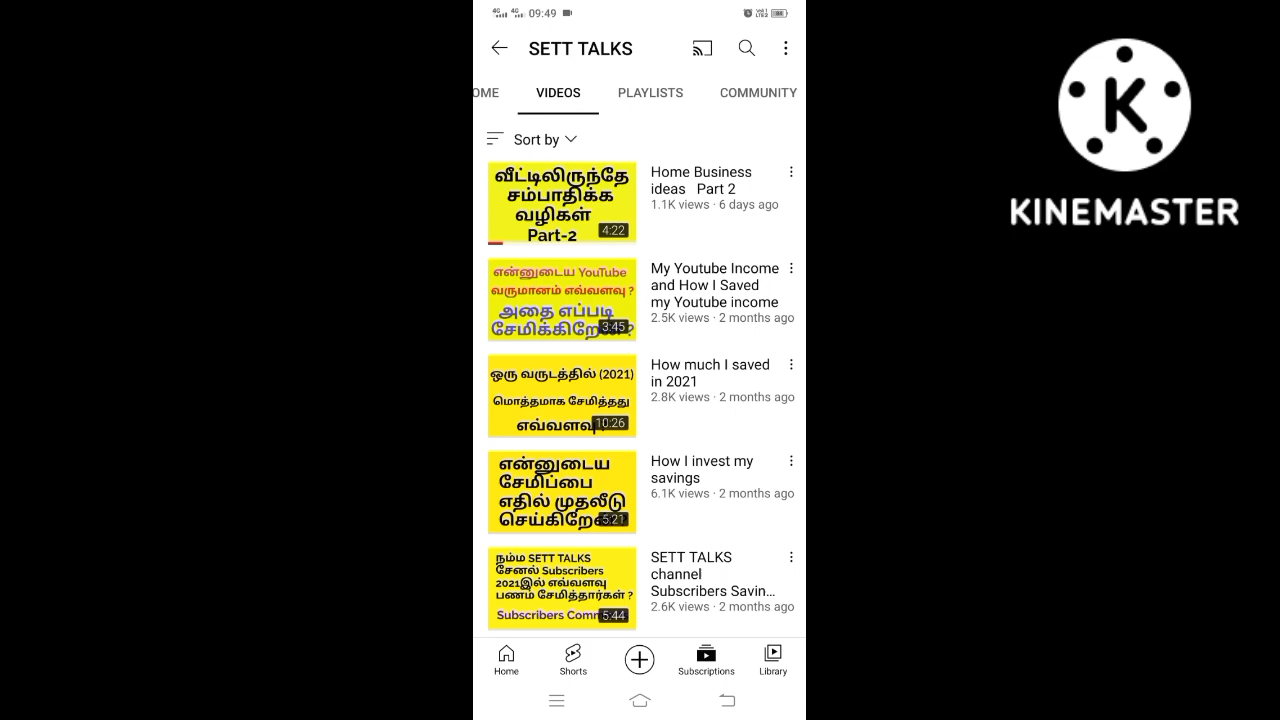 4G 4G 09:49
SETT TALKS
OME VIDEOS PLAYLISTS COMMUNITY
Sort by
வீட்டிலிருந்தே
சம்பாதிக்க
வழிகள்
Part-2
4:22
Home Business
ideas Part 2
1.1K views · 6 days ago
என்னுடைய YouTube
வருமானம் எவ்வளவு ?
அதை எப்படி
3:45
My Youtube Income
and How I Saved
my Youtube income
2.5K views · 2 months ago
ஒரு வருடத்தில் (2021)
மொத்தமாக சேமித்தது
10:26
How much I saved
in 2021
2.8K views · 2 months ago
என்னுடைய
சேமிப்பை
எதில் முதலீடு
5:21
How I invest my
savings
6.1K views · 2 months ago
நம்ம SETT TALKS
சேனல் Subscribers
2021இல் எவ்வளவு
பணம் சேமித்தார்கள் ?
Subscribers Comm
5:44
SETT TALKS
channel
Subscribers Savin...
2.6K views · 2 months ago
Home Shorts Subscriptions Library
K
KINEMASTER